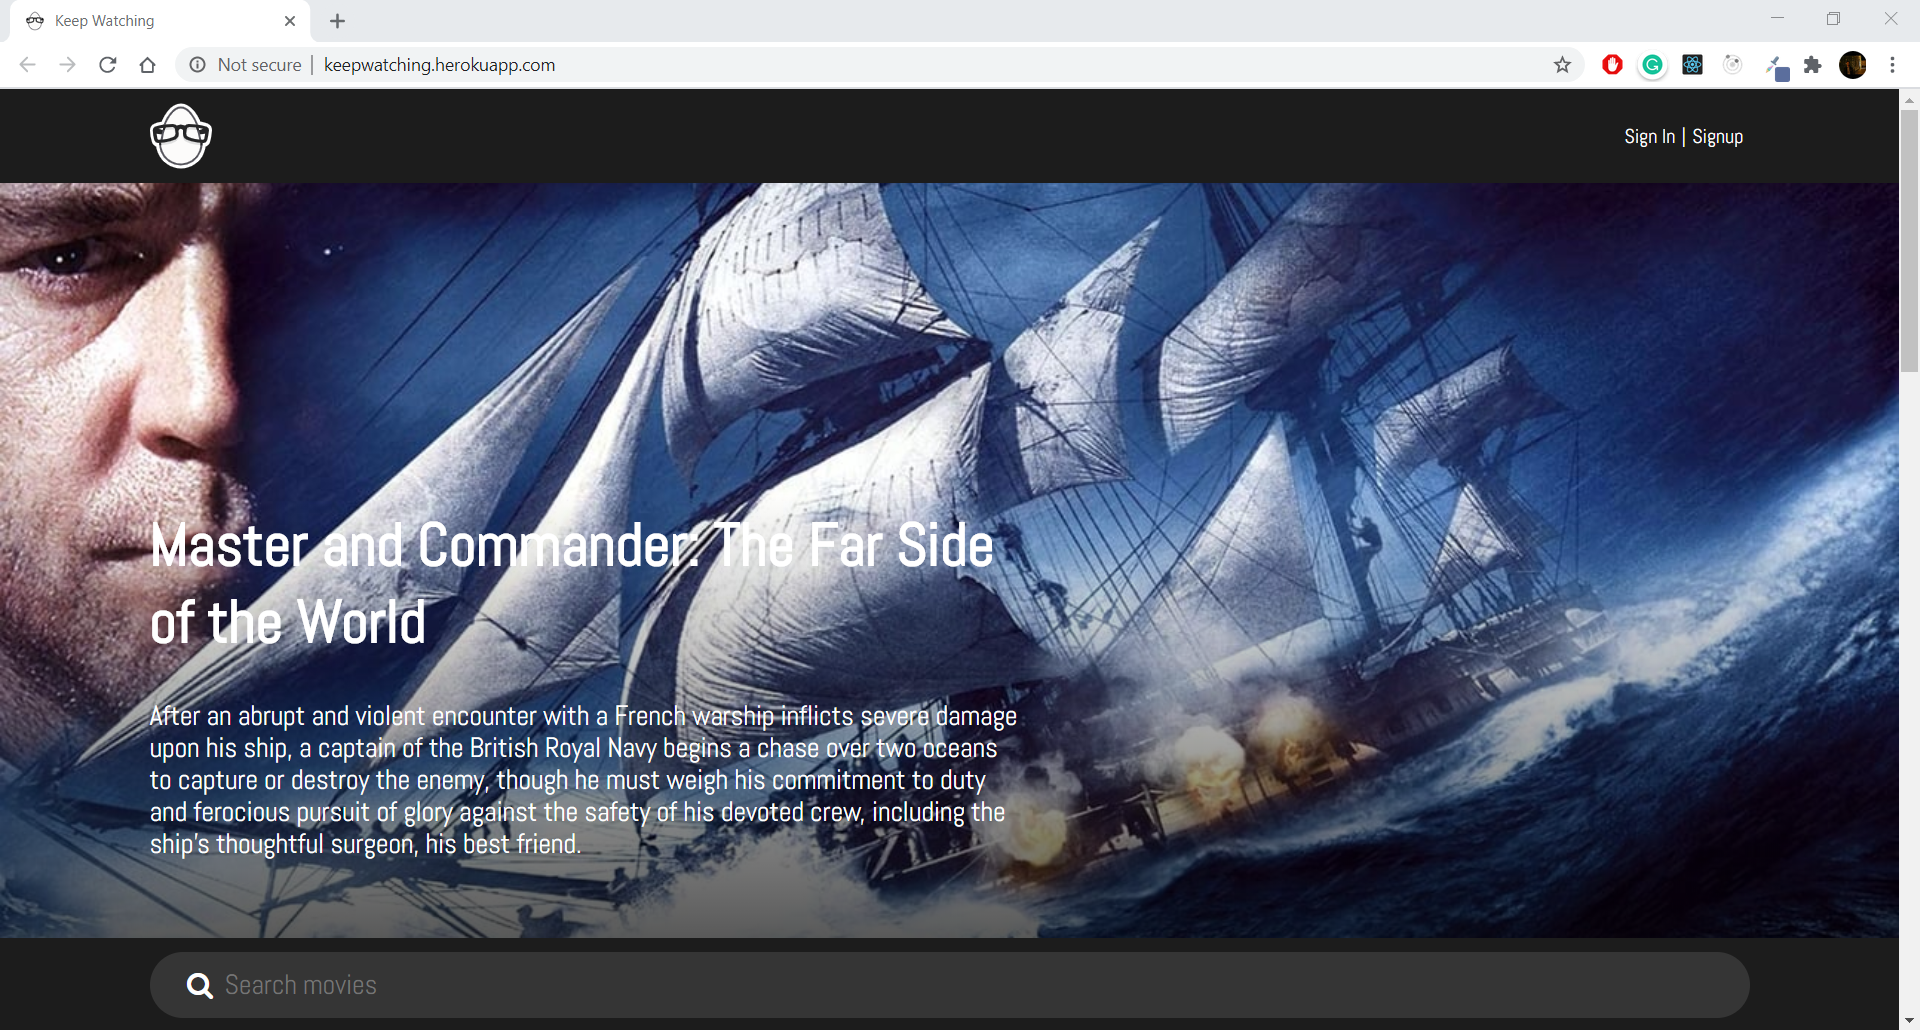 Keep Watching
Not secure
keepwatching.herokuapp.com
Sign In | Signup
Master and Commander: The Far Side
of the World
After an abrupt and violent encounter with a French warship inflicts severe damage
upon his ship, a captain of the British Royal Navy begins a chase over two oceans
to capture or destroy the enemy, though he must weigh his commitment to duty
and ferocious pursuit of glory against the safety of his devoted crew, including the
ship's thoughtful surgeon, his best friend.
Search movies